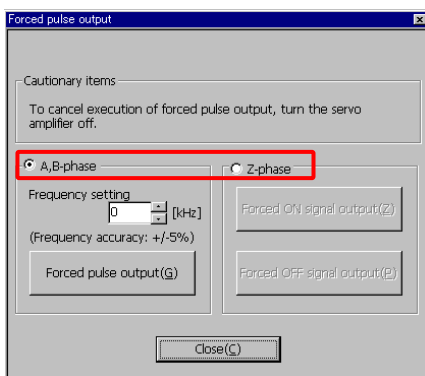 Forced pulse output
Cautionary items
To cancel execution of forced pulse output, turn the servo
amplifier off.
A,B-phase
Frequency setting
0 [kHz]
(Frequency accuracy: +/-5%)
Forced pulse output(G)
Z-phase
Forced ON signal output(Z)
Forced OFF signal output(P)
Close(C)